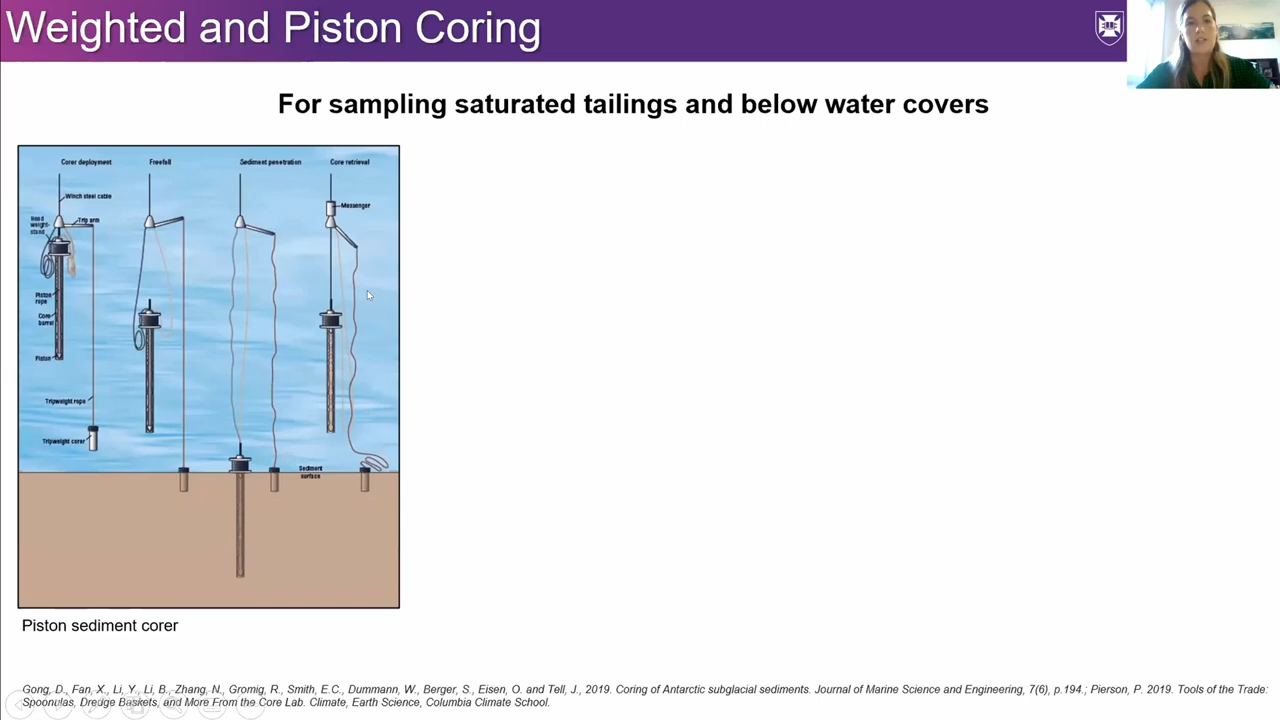 Weighted and Piston Coring
For sampling saturated tailings and below water covers
Corer deployment
Freefall
Sediment penetration
Core retrieval
Winch steel cable
Messenger
Trip arm
Head
weight-
stand
Piston
rope
Core
barrel
Piston
Tripweight rope
Tripweight corer
Sediment
surface
Piston sediment corer
Gong, D., Fan, X., Li, Y., Li, B., Zhang, N., Gromig, R., Smith, E.C., Dummann, W., Berger, S., Eisen, O. and Tell, J., 2019. Coring of Antarctic subglacial sediments. Journal of Marine Science and Engineering, 7(6), p.194.; Pierson, P. 2019. Tools of the Trade:
Spoonulas, Dredge Baskets, and More From the Core Lab. Climate, Earth Science, Columbia Climate School.